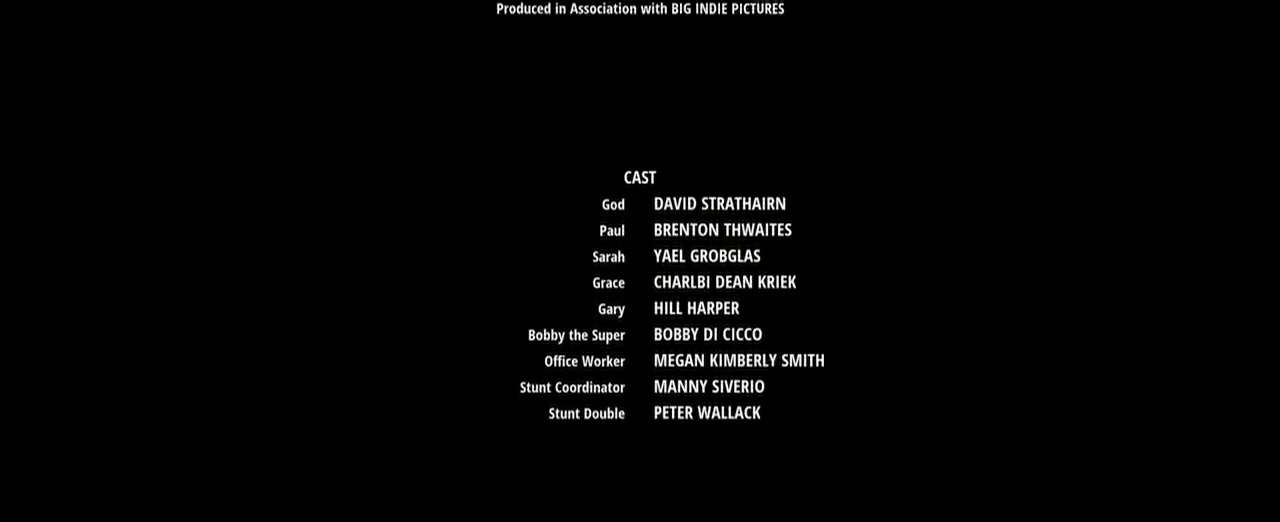 Produced in Association with BIG INDIE PICTURES
CAST
God DAVID STRATHAIRN
Paul BRENTON THWAITES
Sarah YAEL GROBGLAS
Grace CHARLBI DEAN KRIEK
Gary HILL HARPER
Bobby the Super BOBBY DI CICCO
Office Worker MEGAN KIMBERLY SMITH
Stunt Coordinator MANNY SIVERIO
Stunt Double PETER WALLACK